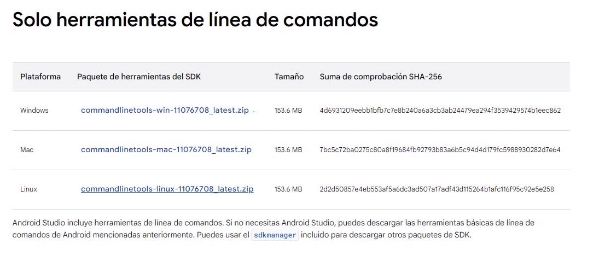 Solo herramientas de línea de comandos
Plataforma Paquete de herramientas del SDK Tamaño Suma de comprobación SHA-256
Windows commandlinetools-win-11076708_latest.zip 153.6 MB 4d6931209eebb1bfb7c7e8b240a6a3cb3ab24479ea294f3539429574b1eec862
Mac commandlinetools-mac-11076708_latest.zip 153.6 MB 7bc5c72ba0275c80a8f19684fb92793b83a6b5c94d4d179fc5988930282d7e64
Linux commandlinetools-linux-11076708_latest.zip 153.6 MB 2d2d50857e4eb553af5a6dc3ad507a17adf43d115264b1afc116f95c92e5e258
Android Studio incluye herramientas de línea de comandos. Si no necesitas Android Studio, puedes descargar las herramientas básicas de línea de
comandos de Android mencionadas anteriormente. Puedes usar el sdkmanager incluido para descargar otros paquetes de SDK.